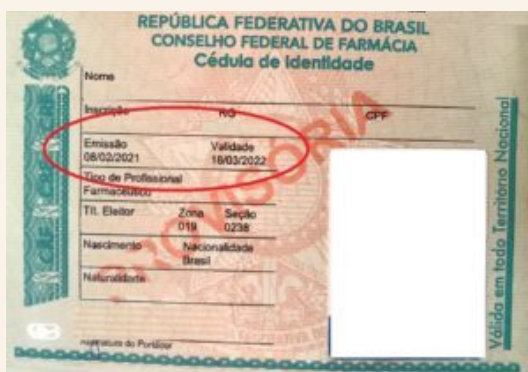 REPÚBLICA FEDERATIVA DO BRASIL
CONSELHO FEDERAL DE FARMÁCIA
Cédula de Identidade
Nome
Inscrição NO CPF
Emissão Validade
08/02/2021 18/03/2022
Tipo de Profissional
Farmacêutico
Tít. Eleitor Zona Seção
019 0238
Nascimento Nacionalidade
Brasil
Naturalidade
Assinatura do Portador
PROVISÓRIA
Válida em todo Território Nacional